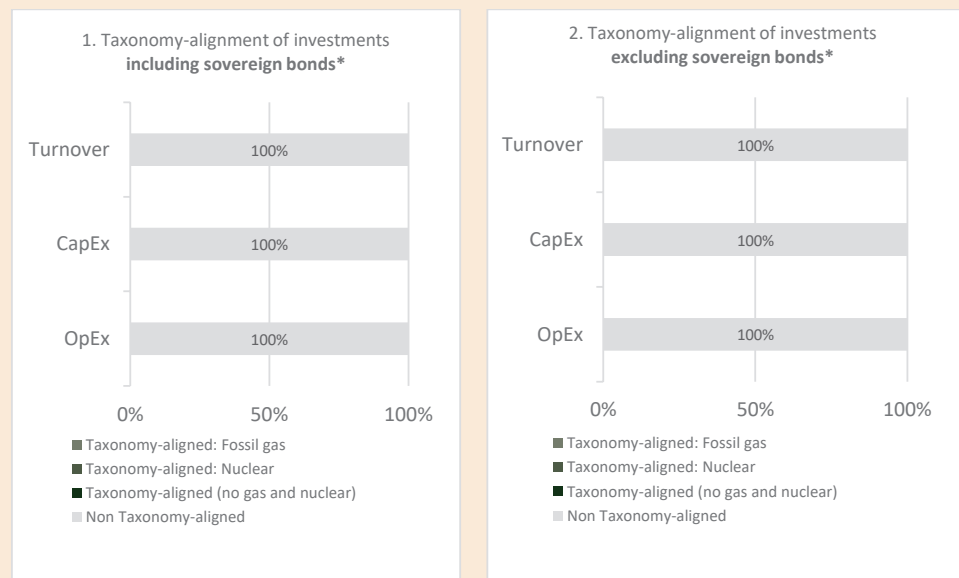 1. Taxonomy-alignment of investments
including sovereign bonds*
Turnover
100%
CapEx
100%
OpEx
100%
0%
50%
100%
Taxonomy-aligned: Fossil gas
Taxonomy-aligned: Nuclear
Taxonomy-aligned (no gas and nuclear)
Non Taxonomy-aligned
2. Taxonomy-alignment of investments
excluding sovereign bonds*
Turnover
100%
CapEx
100%
OpEx
100%
0%
50%
100%
Taxonomy-aligned: Fossil gas
Taxonomy-aligned: Nuclear
Taxonomy-aligned (no gas and nuclear)
Non Taxonomy-aligned